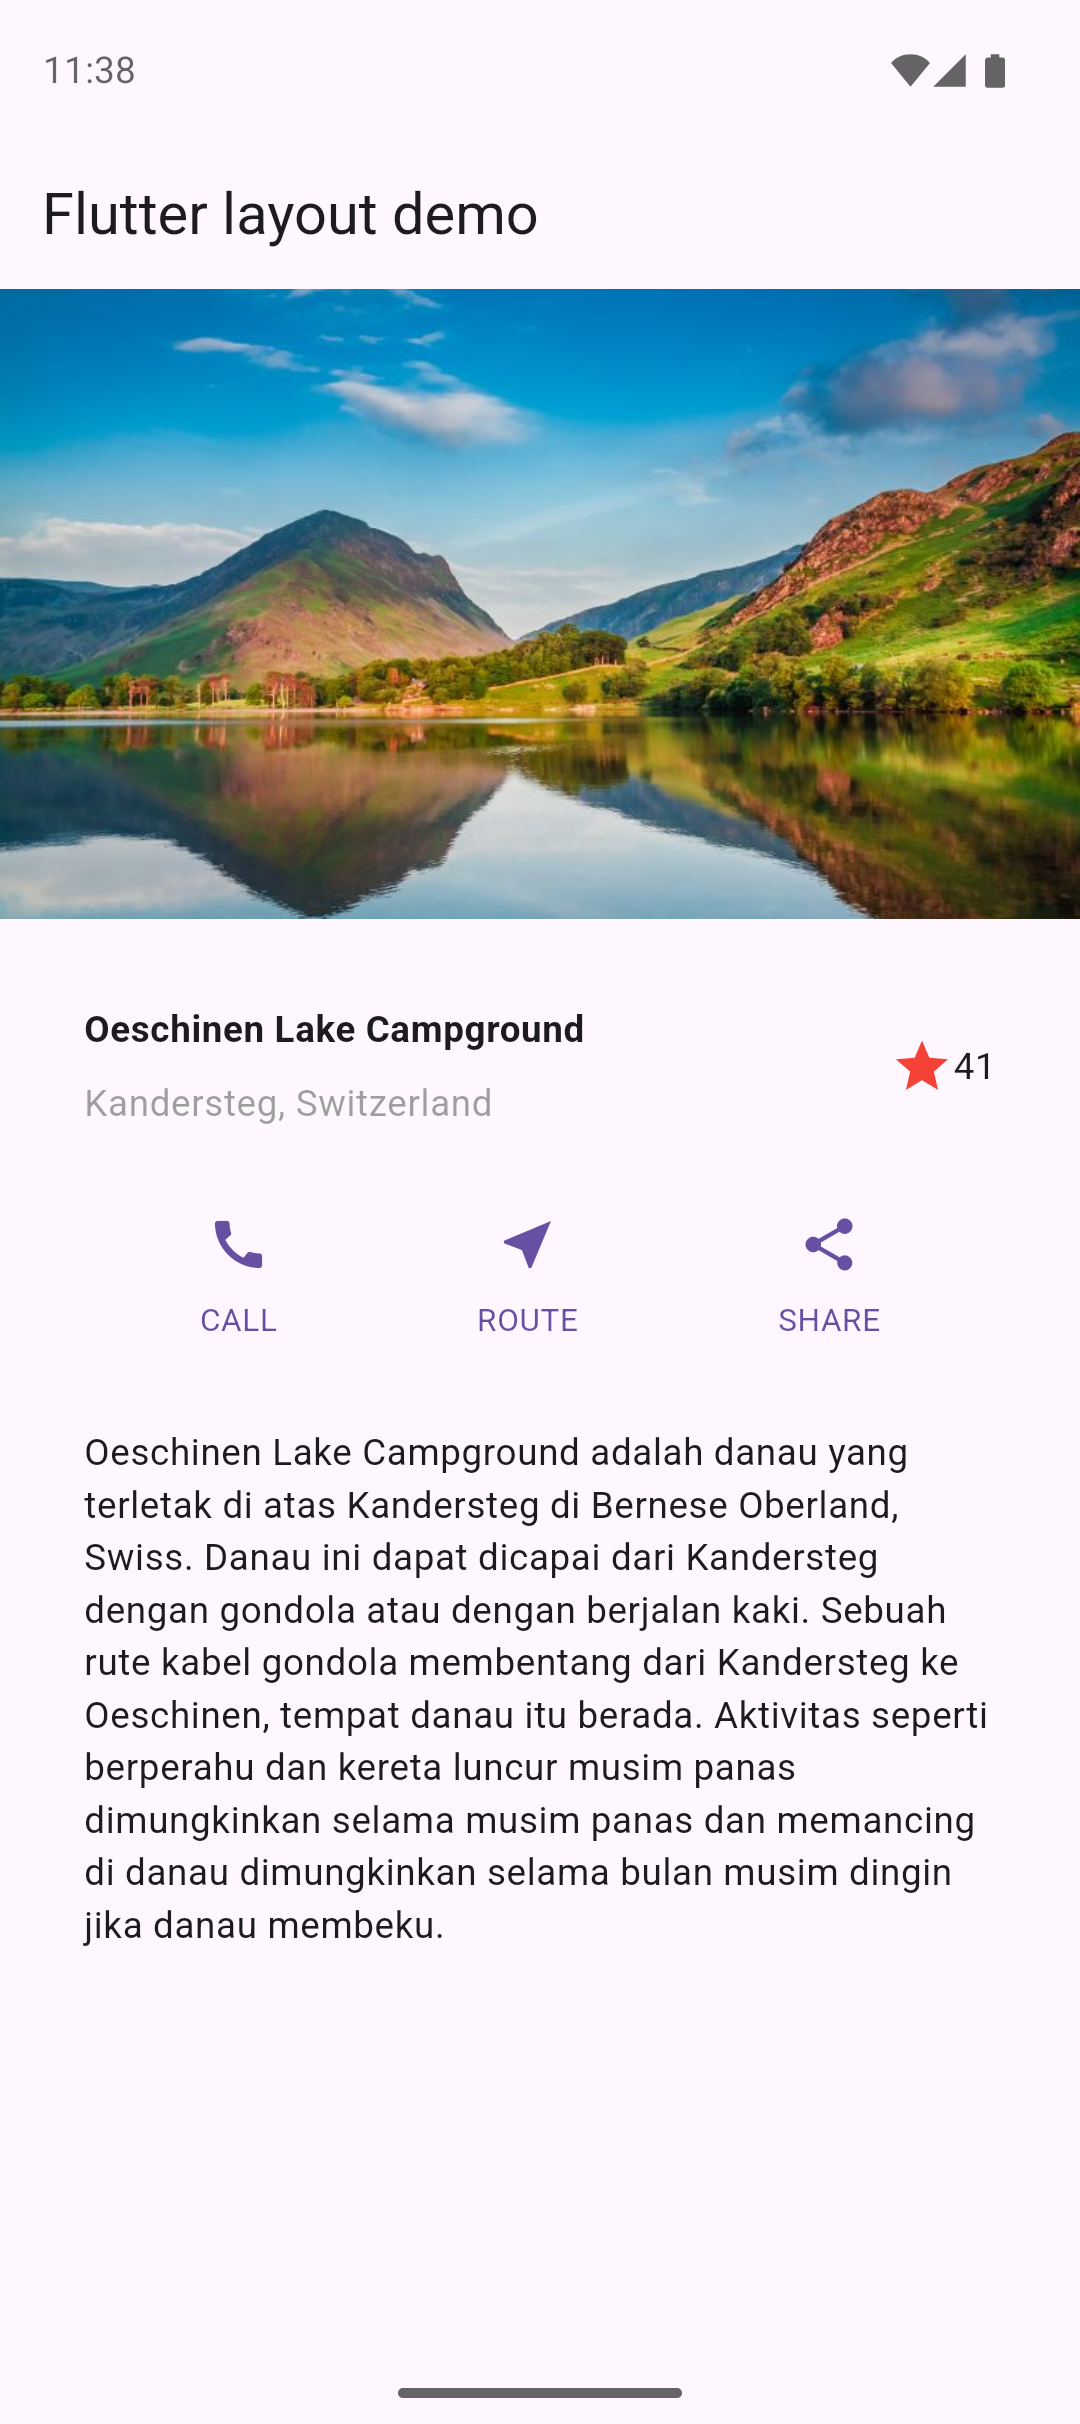 11:38
Flutter layout demo
Oeschinen Lake Campground
41
Kandersteg, Switzerland
CALL ROUTE SHARE
Oeschinen Lake Campground adalah danau yang
terletak di atas Kandersteg di Bernese Oberland,
Swiss. Danau ini dapat dicapai dari Kandersteg
dengan gondola atau dengan berjalan kaki. Sebuah
rute kabel gondola membentang dari Kandersteg ke
Oeschinen, tempat danau itu berada. Aktivitas seperti
berperahu dan kereta luncur musim panas
dimungkinkan selama musim panas dan memancing
di danau dimungkinkan selama bulan musim dingin
jika danau membeku.